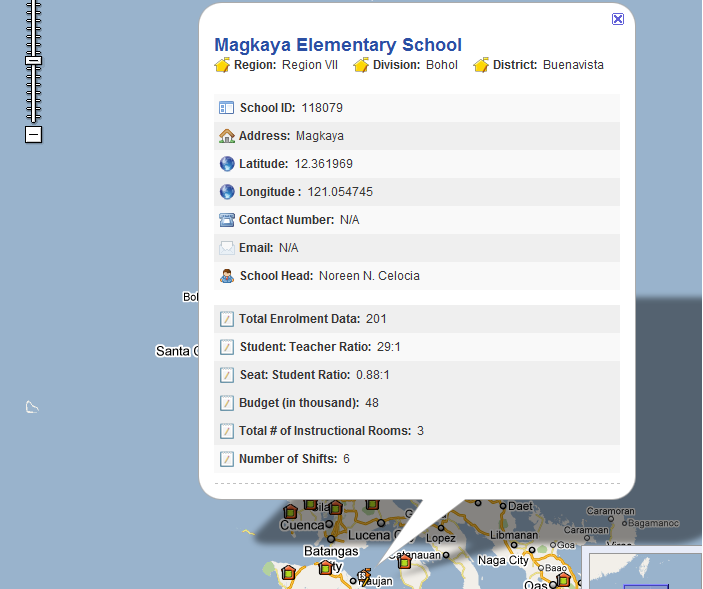 Magkaya Elementary School
Region: Region VII Division: Bohol District: Buenavista
School ID: 118079
Address: Magkaya
Latitude: 12.361969
Longitude : 121.054745
Contact Number: N/A
Email: N/A
School Head: Noreen N. Celocia
Total Enrolment Data: 201
Student: Teacher Ratio: 29:1
Seat: Student Ratio: 0.88:1
Budget (in thousand): 48
Total # of Instructional Rooms: 3
Number of Shifts: 6
Bol
Santa C
Daet
Caramoran
Cuenca
Bagamanoc
Lucena C
Lopez
Libmanan
Caramoan
Goa
Batangas
Naga City
Baao
Oas